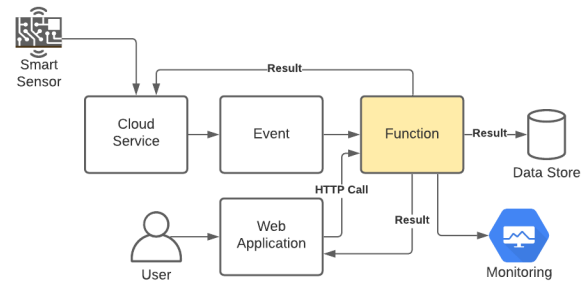 Smart
Sensor
Result
Cloud
Service
Event
Function
Result
Data Store
HTTP Call
Web
Application
Result
User
Monitoring